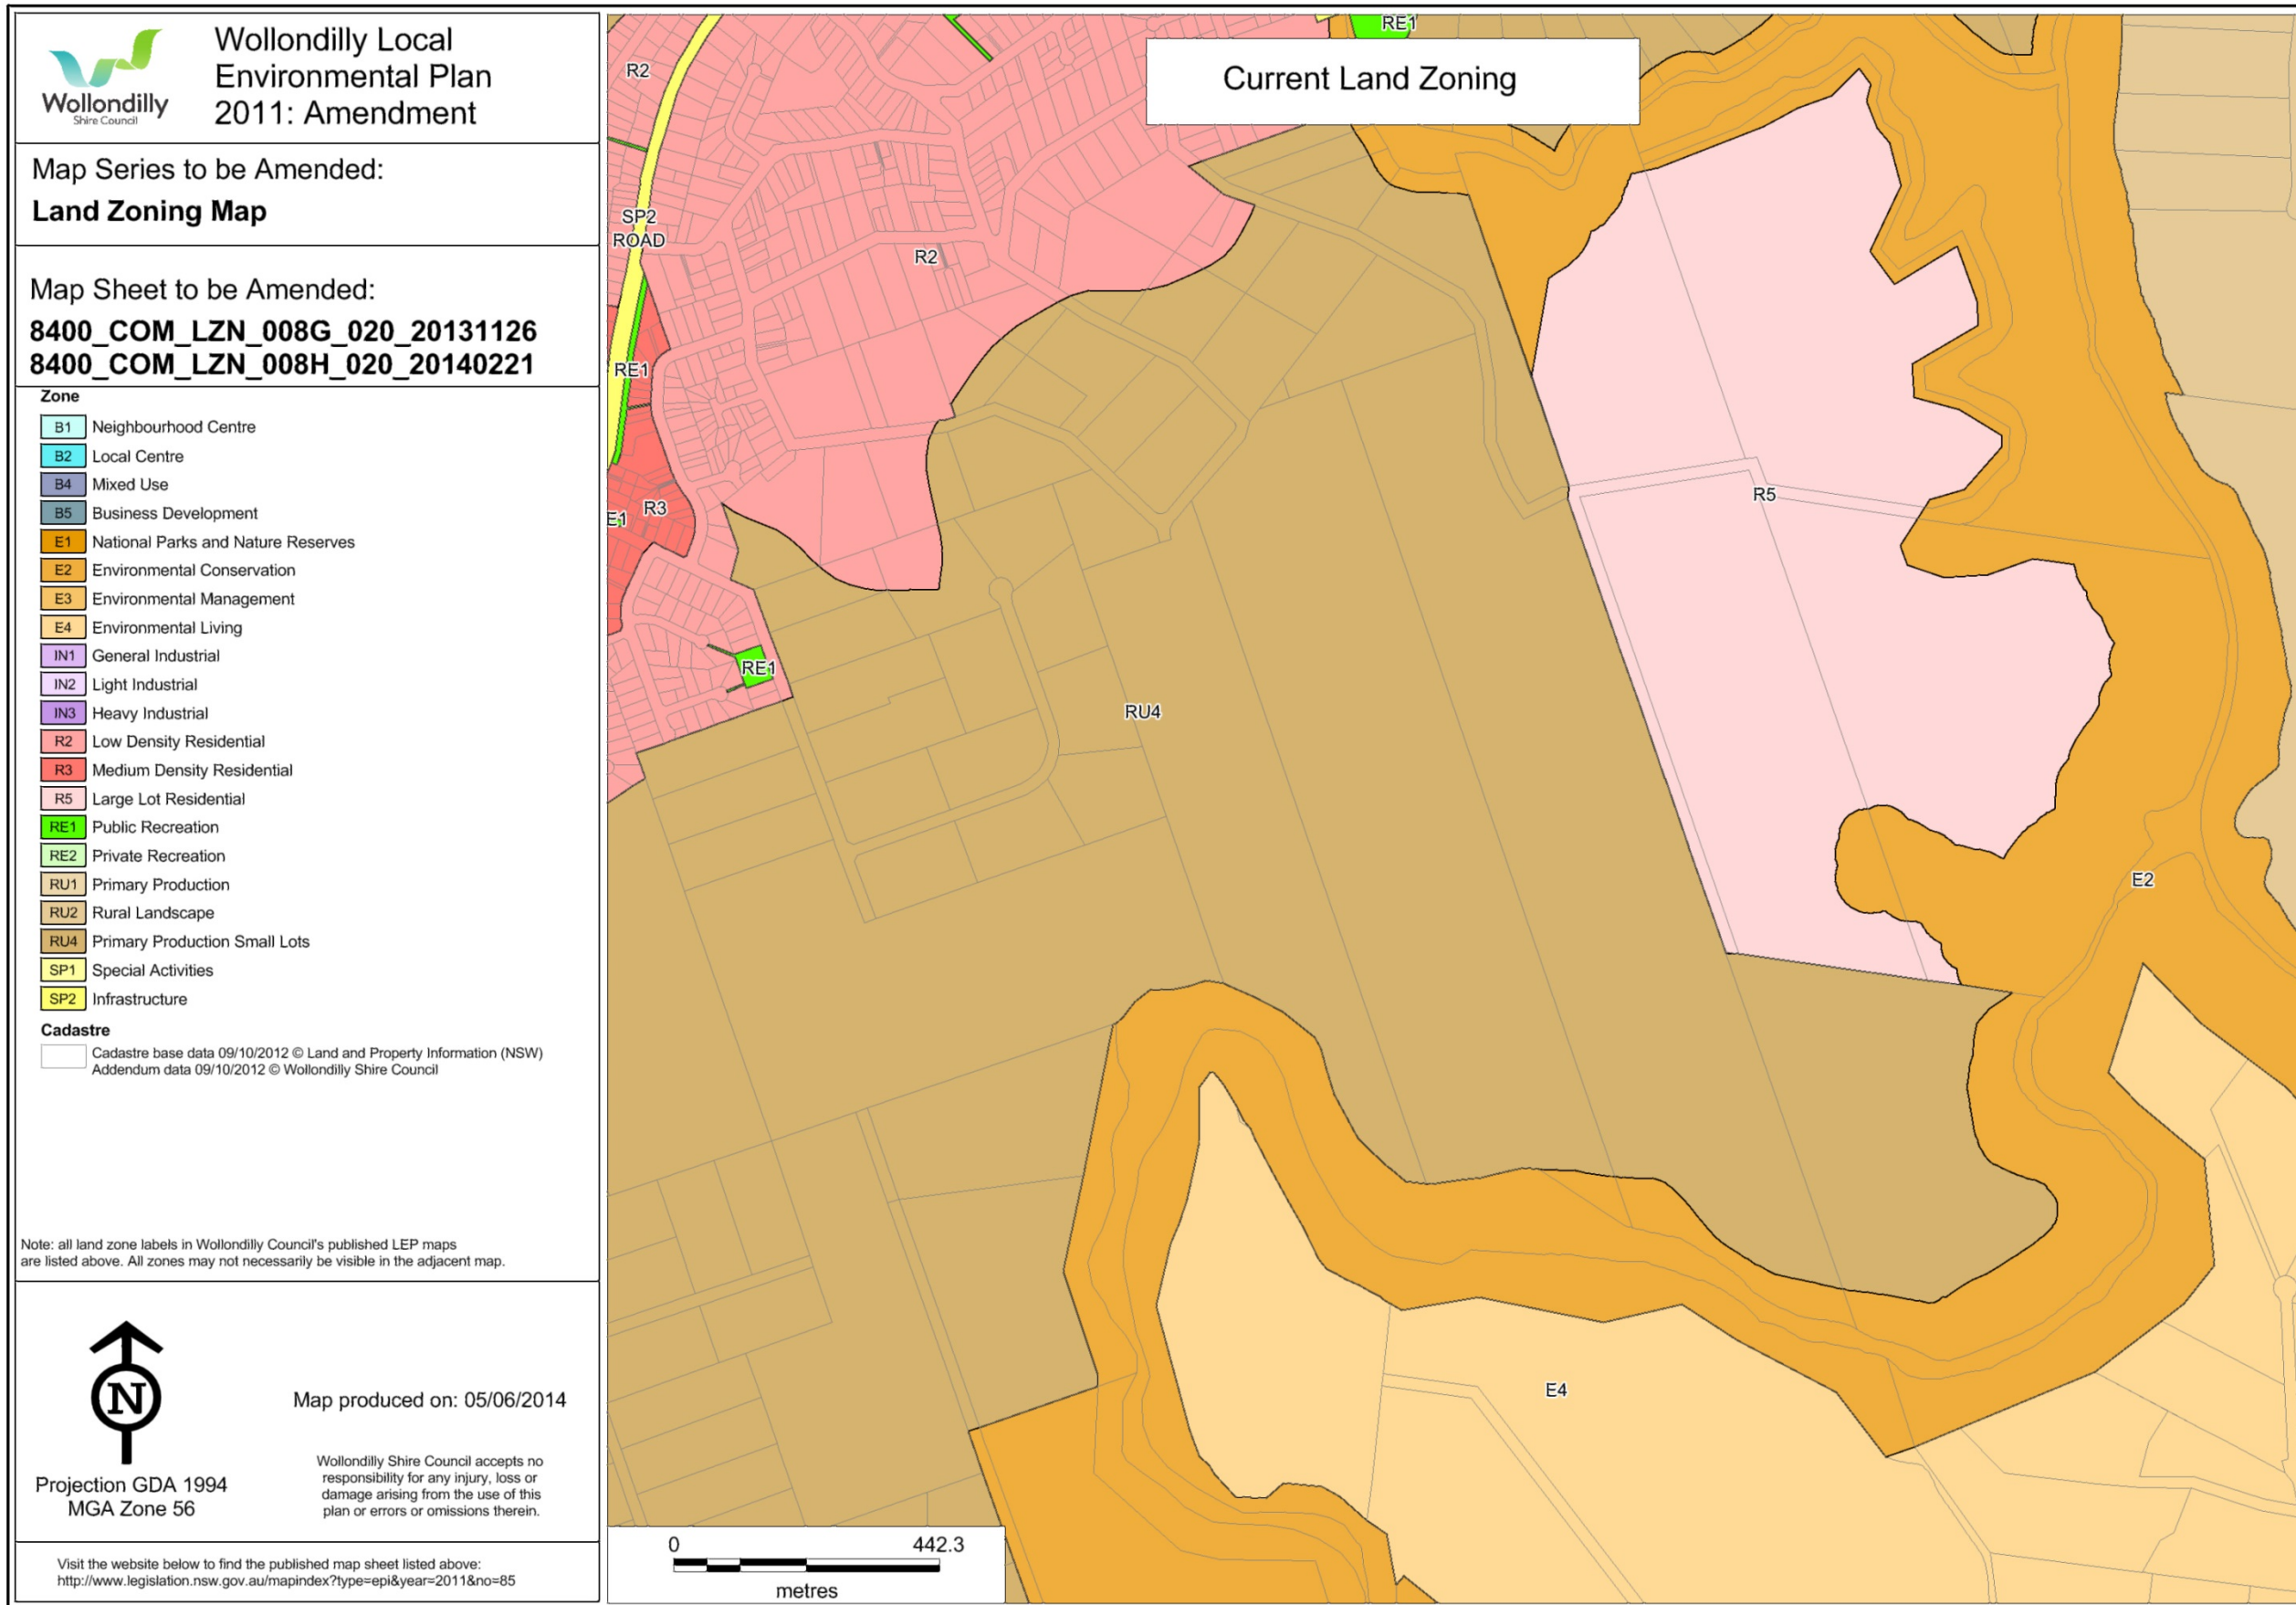 Wollondilly
Shire Council
Wollondilly Local
Environmental Plan
2011: Amendment
Map Series to be Amended:
Land Zoning Map
Map Sheet to be Amended:
8400_COM_LZN_008G_020_20131126
8400_COM_LZN_008H_020_20140221
Zone
B1 Neighbourhood Centre
B2 Local Centre
B4 Mixed Use
B5 Business Development
E1 National Parks and Nature Reserves
E2 Environmental Conservation
E3 Environmental Management
E4 Environmental Living
IN1 General Industrial
IN2 Light Industrial
IN3 Heavy Industrial
R2 Low Density Residential
R3 Medium Density Residential
R5 Large Lot Residential
RE1 Public Recreation
RE2 Private Recreation
RU1 Primary Production
RU2 Rural Landscape
RU4 Primary Production Small Lots
SP1 Special Activities
SP2 Infrastructure
Cadastre
Cadastre base data 09/10/2012 © Land and Property Information (NSW)
Addendum data 09/10/2012 © Wollondilly Shire Council
Note: all land zone labels in Wollondilly Council's published LEP maps
are listed above. All zones may not necessarily be visible in the adjacent map.
N
Projection GDA 1994
MGA Zone 56
Map produced on: 05/06/2014
Wollondilly Shire Council accepts no
responsibility for any injury, loss or
damage arising from the use of this
plan or errors or omissions therein.
Visit the website below to find the published map sheet listed above:
http://www.legislation.nsw.gov.au/mapindex?type=epi&year=2011&no=85
Current Land Zoning
RE1
R2
SP2
ROAD
R2
RE1
R5
R3
E1
RE1
RU4
E2
E4
0 442.3
metres